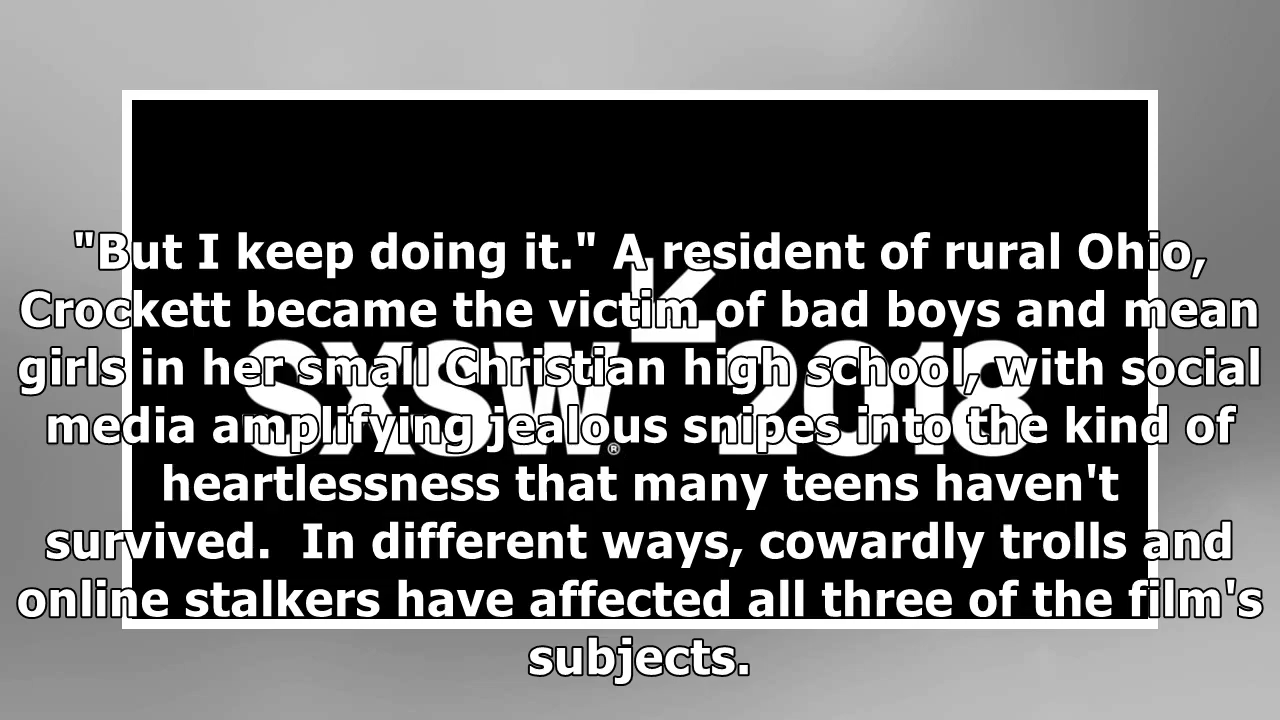 "But I keep doing it." A resident of rural Ohio,
Crockett became the victim of bad boys and mean
girls in her small Christian high school, with social
media amplifying jealous snipes into the kind of
heartlessness that many teens haven't
survived.  In different ways, cowardly trolls and
online stalkers have affected all three of the film's
subjects.
SXSW® 2018